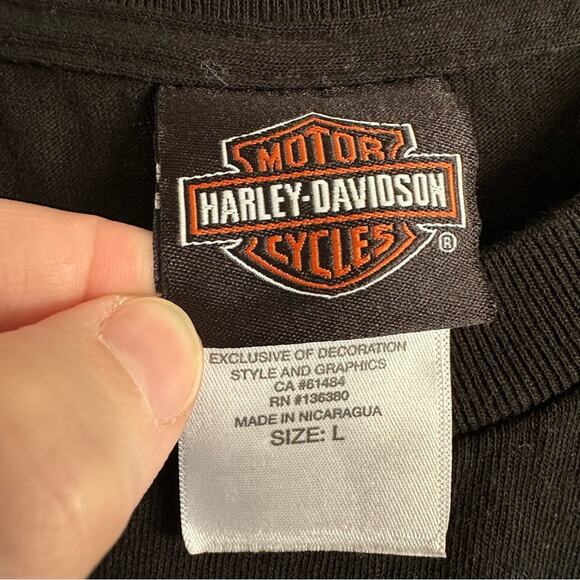 MOTOR
HARLEY-DAVIDSON
CYCLES
®
EXCLUSIVE OF DECORATION
STYLE AND GRAPHICS
CA #61484
RN #136380
MADE IN NICARAGUA
SIZE: L